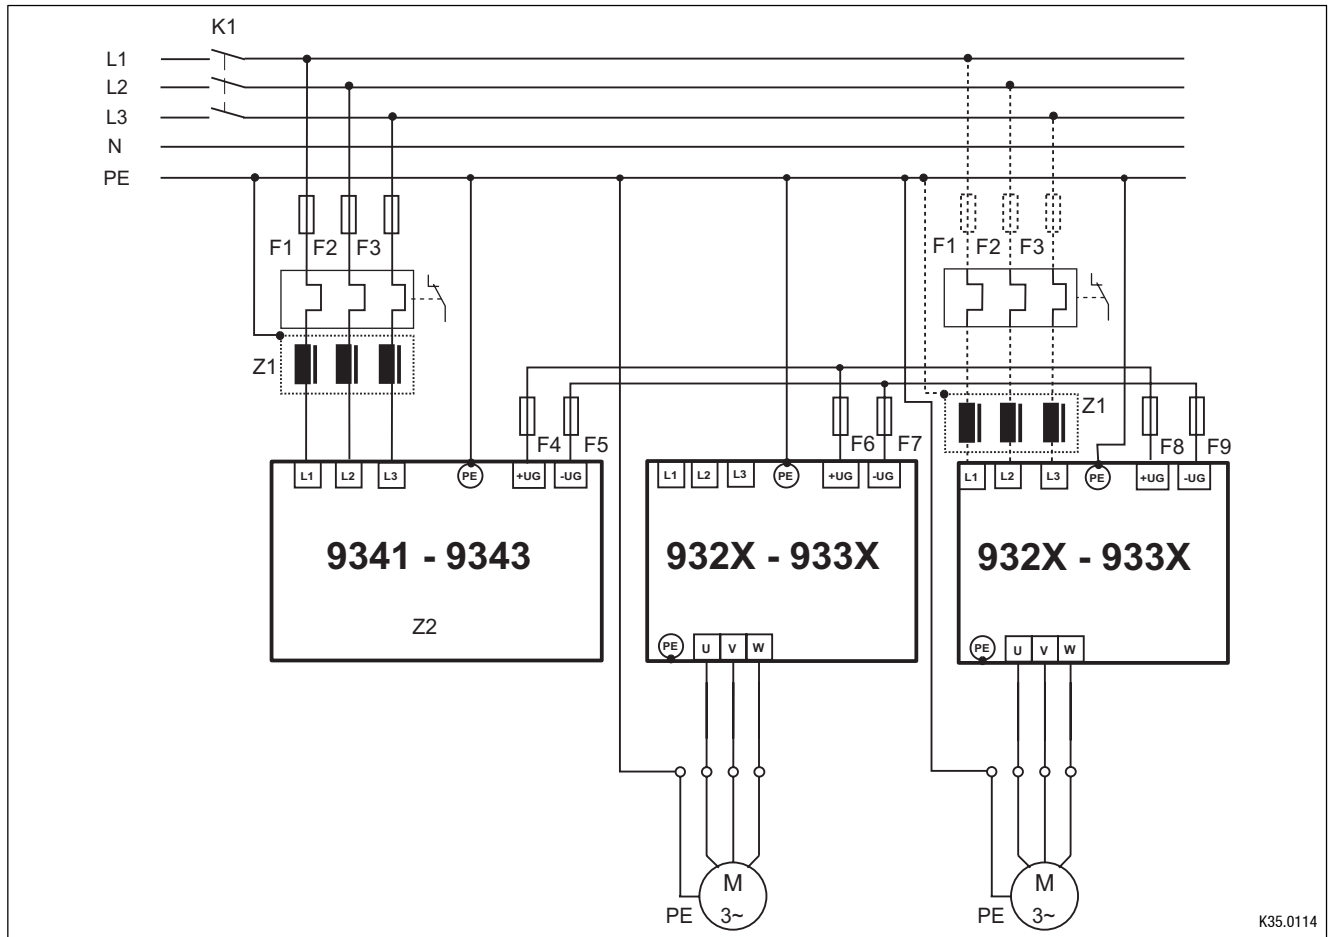 K1
L1
L2
L3
N
PE
F1 F2 F3
F1 F2 F3
Z1
Z1
F4 F5
F6 F7
F8 F9
L1 L2 L3 PE +UG -UG
L1 L2 L3 PE +UG -UG
L1 L2 L3 PE +UG -UG
9341 - 9343
932X - 933X
932X - 933X
Z2
PE U V W
PE U V W
M
3~
PE
M
3~
PE
K35.0114